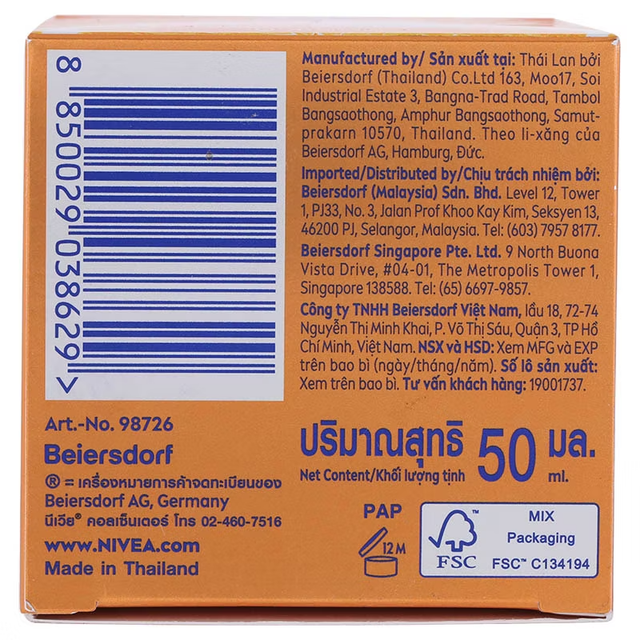 8 850029 038629 >
Manufactured by/ Sản xuất tại: Thái Lan bởi
Beiersdorf (Thailand) Co.Ltd 163, Moo17, Soi
Industrial Estate 3, Bangna-Trad Road, Tambol
Bangsaothong, Amphur Bangsaothong, Samut-
prakarn 10570, Thailand. Theo li-xăng của
Beiersdorf AG, Hamburg, Đức.
Imported/Distributed by/Chịu trách nhiệm bởi:
Beiersdorf (Malaysia) Sdn. Bhd. Level 12, Tower
1, PJ33, No. 3, Jalan Prof Khoo Kay Kim, Seksyen 13,
46200 PJ, Selangor, Malaysia. Tel: (603) 7957 8177.
Beiersdorf Singapore Pte. Ltd. 9 North Buona
Vista Drive, #04-01, The Metropolis Tower 1,
Singapore 138588. Tel: (65) 6697-9857.
Công ty TNHH Beiersdorf Việt Nam, lầu 18, 72-74
Nguyễn Thị Minh Khai, P. Võ Thị Sáu, Quận 3, TP Hồ
Chí Minh, Việt Nam. NSX và HSD: Xem MFG và EXP
trên bao bì (ngày/tháng/năm). Số lô sản xuất:
Xem trên bao bì. Tư vấn khách hàng: 19001737.
Art.-No. 98726
Beiersdorf
® = เครื่องหมายการค้าจดทะเบียนของ
Beiersdorf AG, Germany
นีเวีย® คอลเซ็นเตอร์ โทร 02-460-7516
www.NIVEA.com
Made in Thailand
ปริมาณสุทธิ 50 มล.
Net Content/Khối lượng tịnh ml.
PAP
12 M
FSC
MIX
Packaging
FSC™ C134194